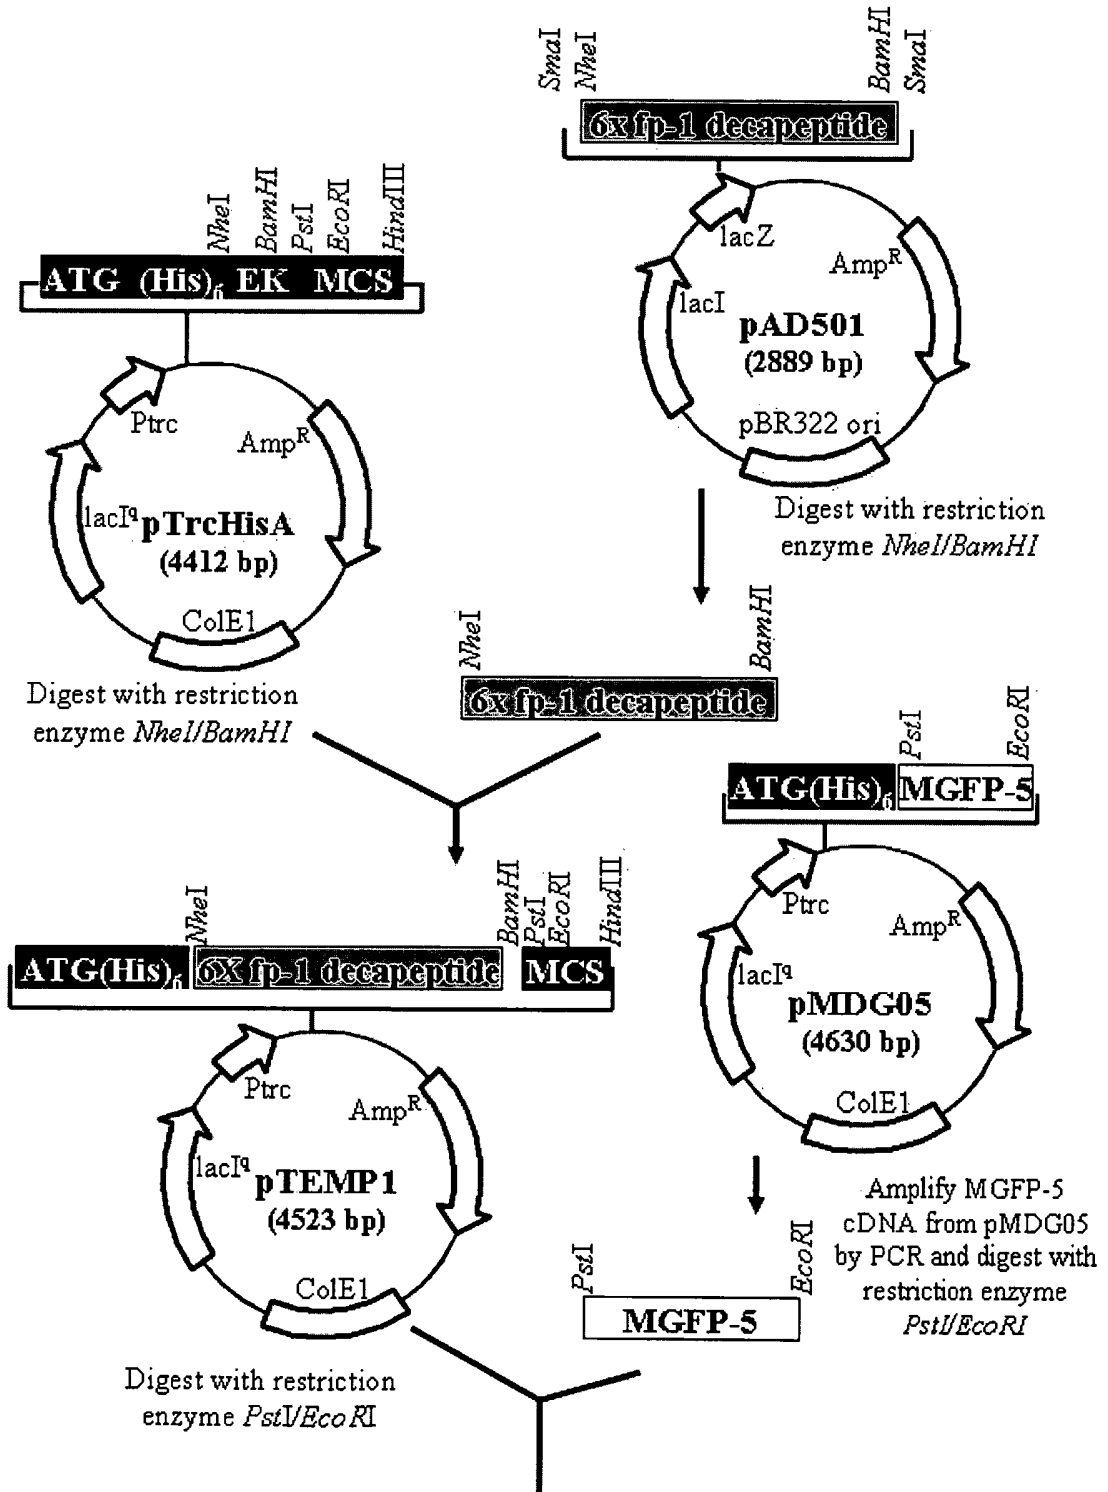 SmaI
NheI
BamHI
SmaI
6x fp-1 decapeptide
lacZ
AmpR
lacI
pAD501
(2889 bp)
pBR322 ori
Digest with restriction
enzyme NheI/BamHI
NheI
BamHI
PstI
EcoRI
HindIII
ATG (His)6 EK MCS
Ptrc
AmpR
lacIq
pTrcHisA
(4412 bp)
ColE1
Digest with restriction
enzyme NheI/BamHI
NheI
BamHI
6x fp-1 decapeptide
PstI
EcoRI
ATG(His)6 MGFP-5
Ptrc
AmpR
lacIq
pMDG05
(4630 bp)
ColE1
Amplify MGFP-5
cDNA from pMDG05
by PCR and digest with
restriction enzyme
PstI/EcoRI
NheI
BamHI
PstI
EcoRI
HindIII
ATG(His)6 6X fp-1 decapeptide MCS
Ptrc
AmpR
lacIq
pTEMP1
(4523 bp)
ColE1
Digest with restriction
enzyme PstI/EcoRI
PstI
EcoRI
MGFP-5